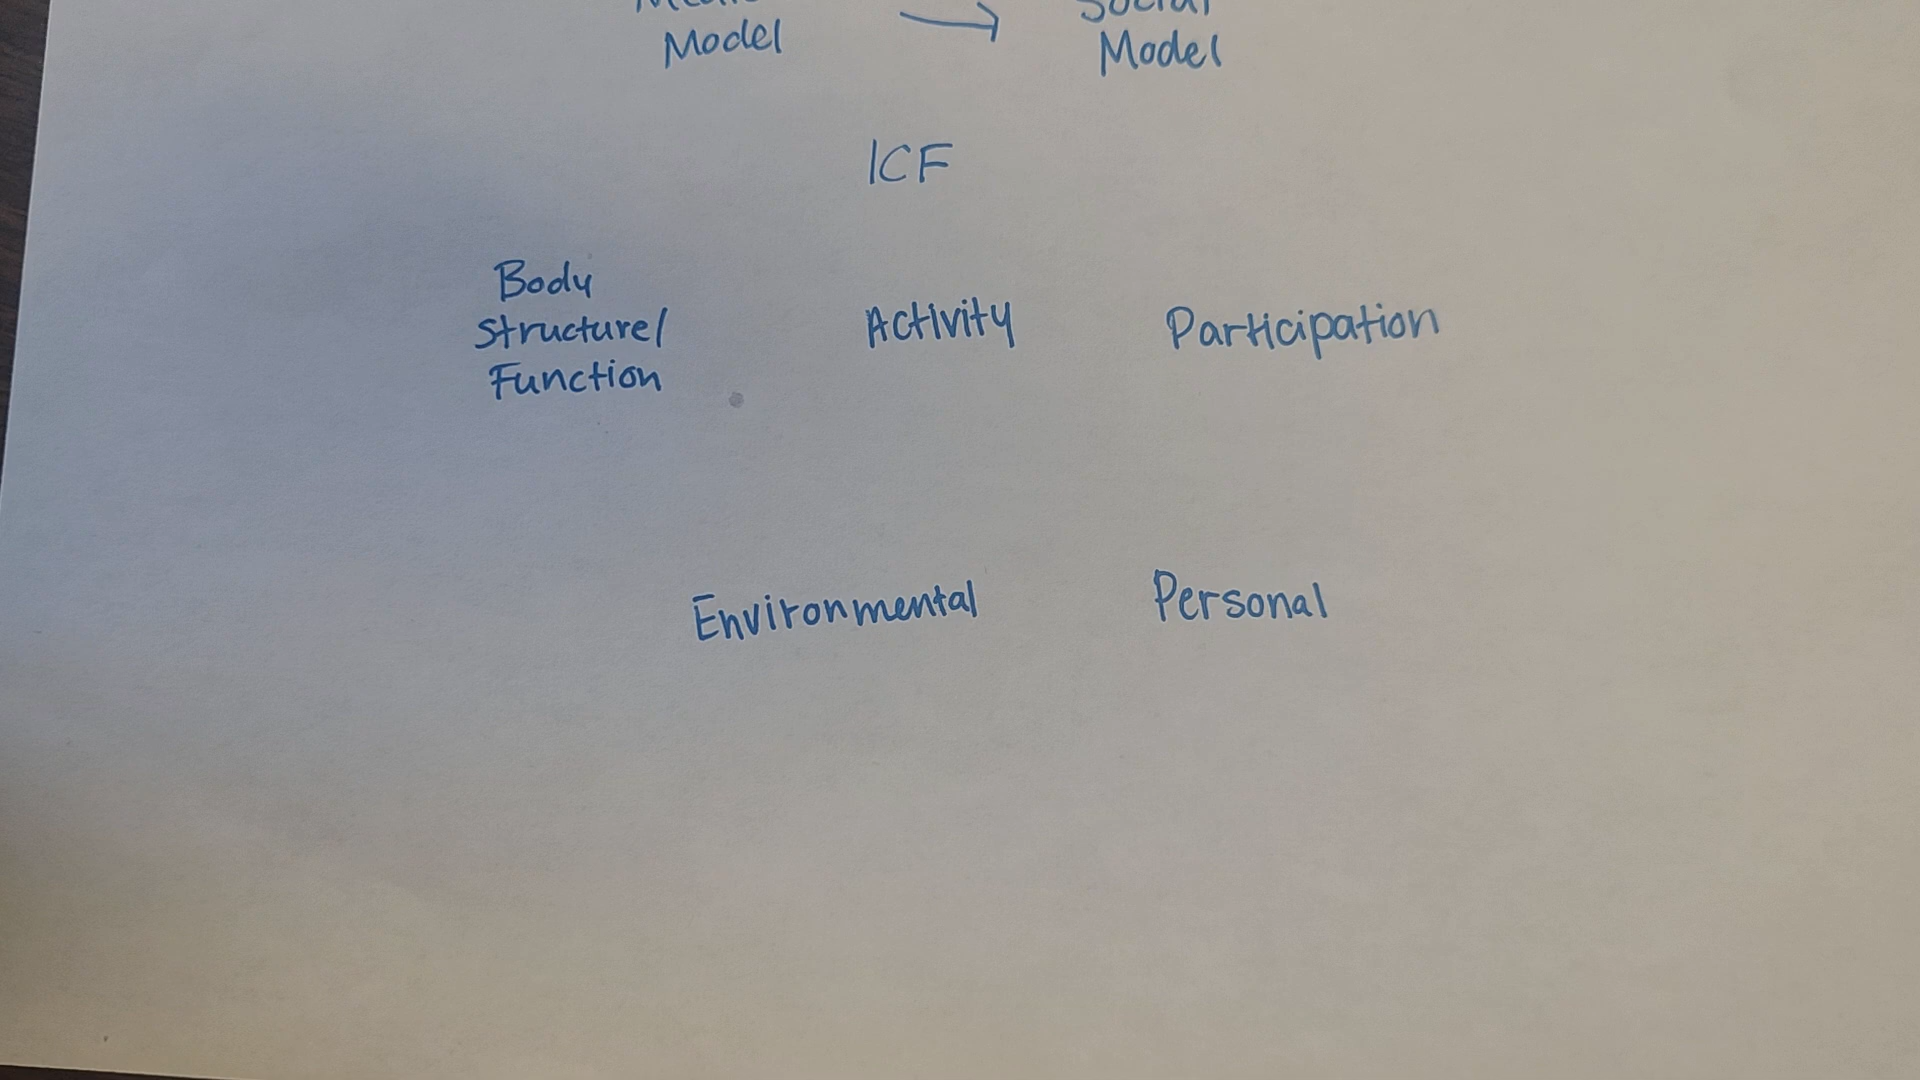 Model → Model
ICF
Body
Structure/
Function
Activity
Participation
Environmental
Personal